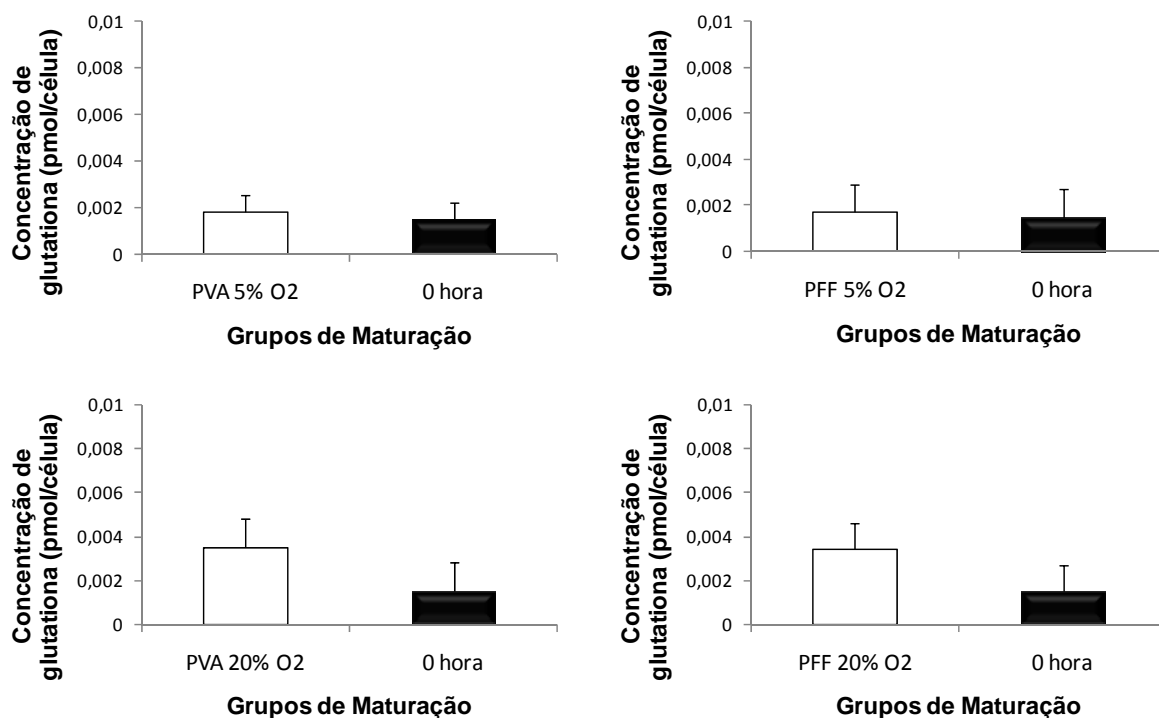 Concentração de
glutationa (pmol/célula)
0,01
0,008
0,006
0,004
0,002
0
PVA 5% O2
0 hora
Grupos de Maturação
Concentração de
glutationa (pmol/célula)
0,01
0,008
0,006
0,004
0,002
0
PFF 5% O2
0 hora
Grupos de Maturação
Concentração de
glutationa (pmol/célula)
0,01
0,008
0,006
0,004
0,002
0
PVA 20% O2
0 hora
Grupos de Maturação
Concentração de
glutationa (pmol/célula)
0,01
0,008
0,006
0,004
0,002
0
PFF 20% O2
0 hora
Grupos de Maturação